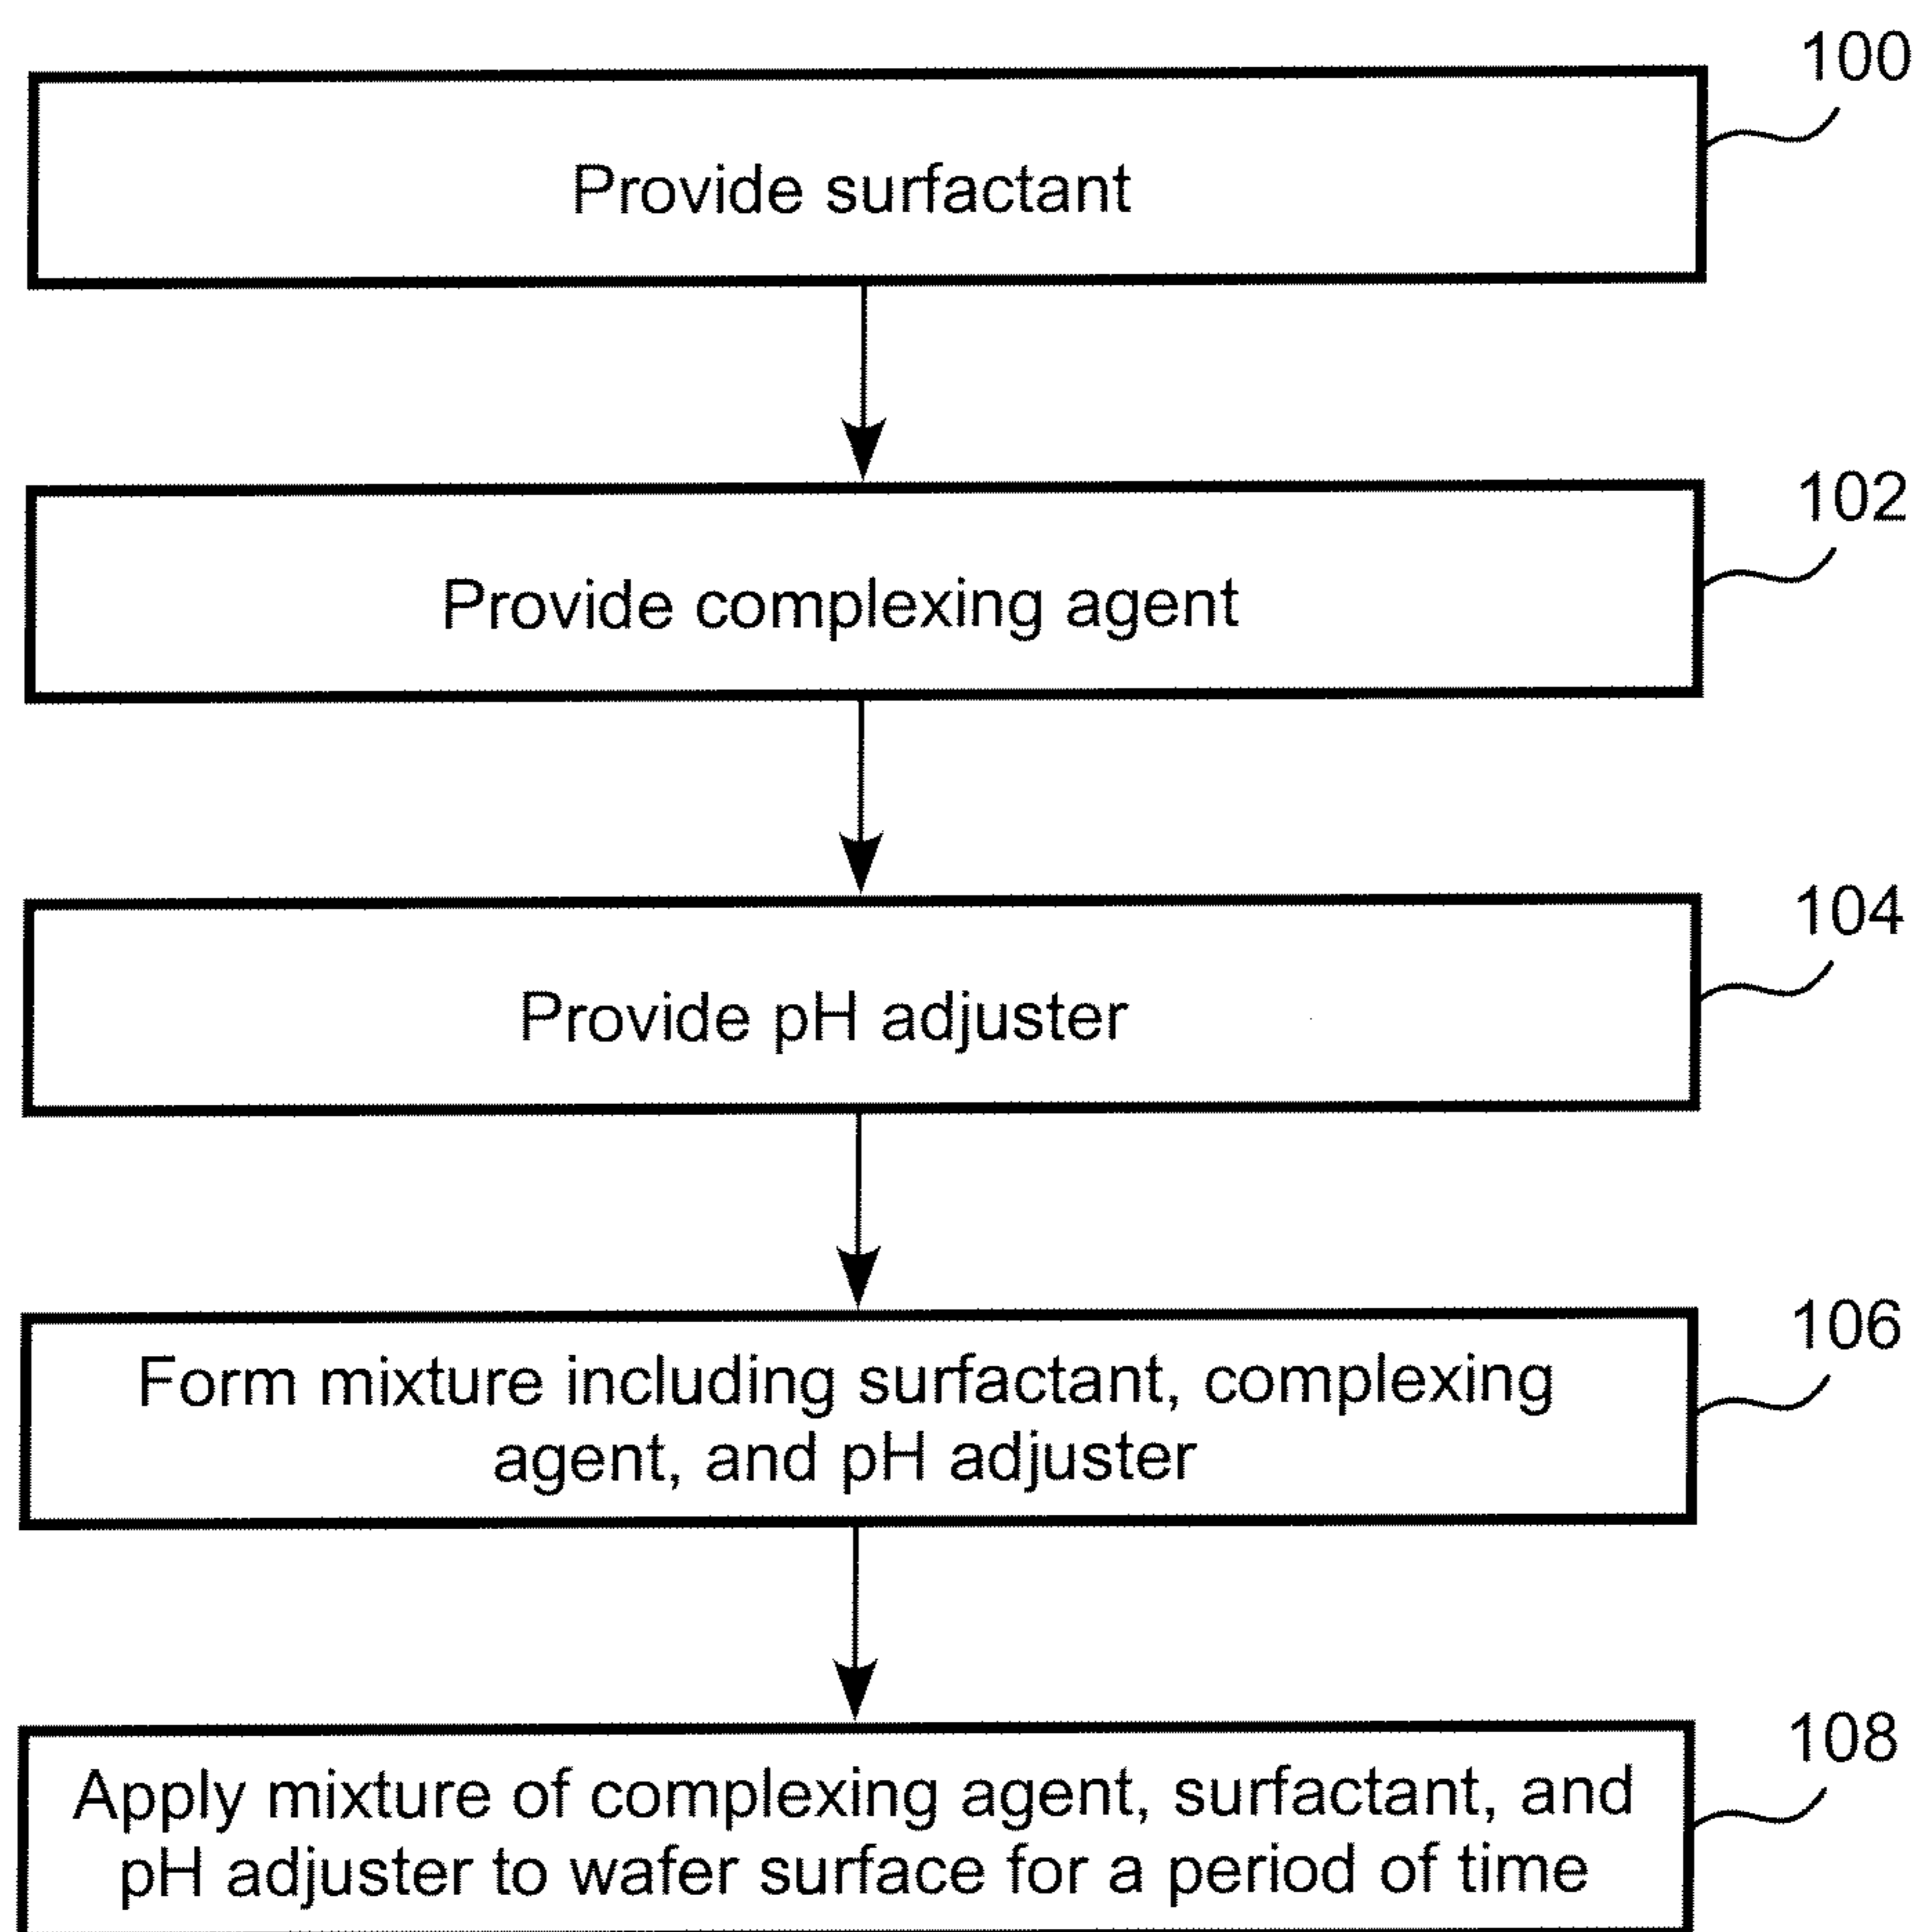 100
Provide surfactant
102
Provide complexing agent
104
Provide pH adjuster
106
Form mixture including surfactant, complexing
agent, and pH adjuster
108
Apply mixture of complexing agent, surfactant, and
pH adjuster to wafer surface for a period of time